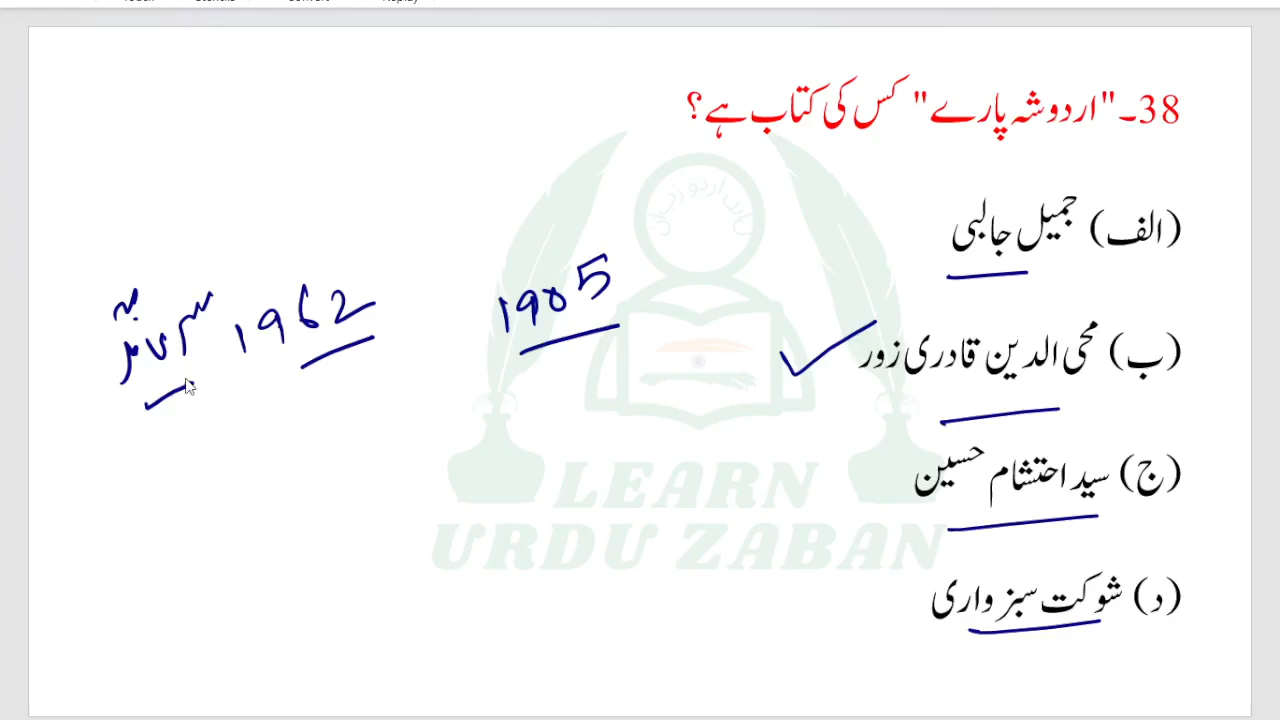 38۔"اردو شہ پارے" کس کی کتاب ہے؟
(الف) جمیل جالبی
(ب) محی الدین قادری زور
(ج) سید احتشام حسین
(د) شوکت سبزواری
1905
1962
LEARN
URDU ZABAN